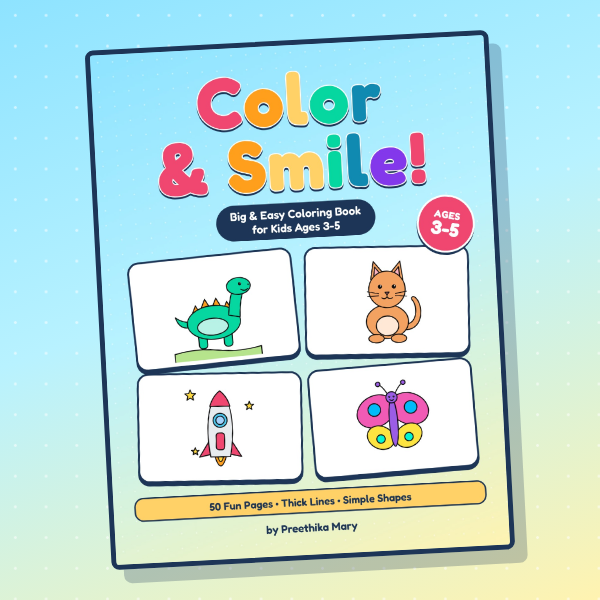 Color
& Smile!
Big & Easy Coloring Book
for Kids Ages 3-5
AGES
3-5
50 Fun Pages • Thick Lines • Simple Shapes
by Preethika Mary